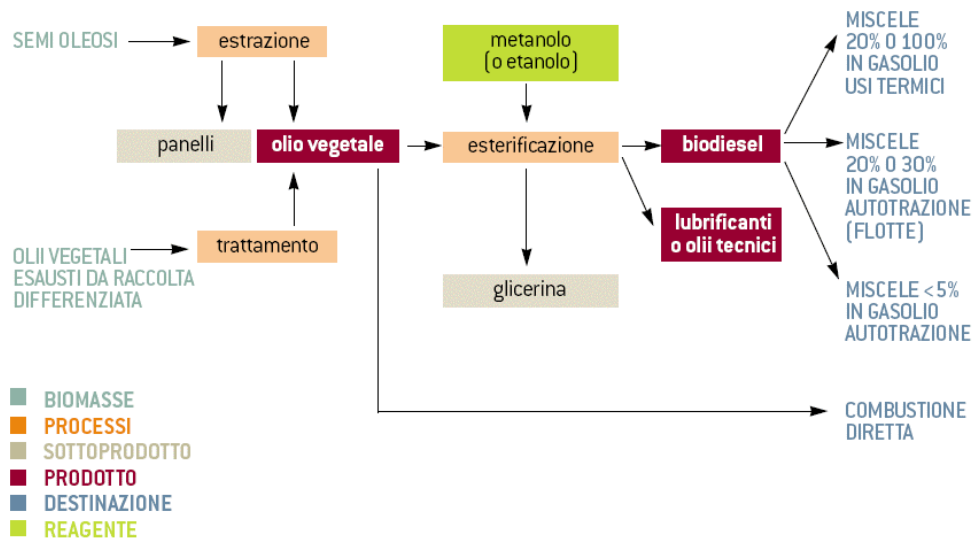 SEMI OLEOSI
estrazione
metanolo
(o etanolo)
MISCELE
20% O 100%
IN GASOLIO
USI TERMICI
panelli
olio vegetale
esterificazione
biodiesel
MISCELE
20% O 30%
IN GASOLIO
AUTOTRAZIONE
(FLOTTE)
lubrificanti
o olii tecnici
OLII VEGETALI
ESAUSTI DA RACCOLTA
DIFFERENZIATA
trattamento
glicerina
MISCELE <5%
IN GASOLIO
AUTOTRAZIONE
COMBUSTIONE
DIRETTA
BIOMASSE
PROCESSI
SOTTOPRODOTTO
PRODOTTO
DESTINAZIONE
REAGENTE